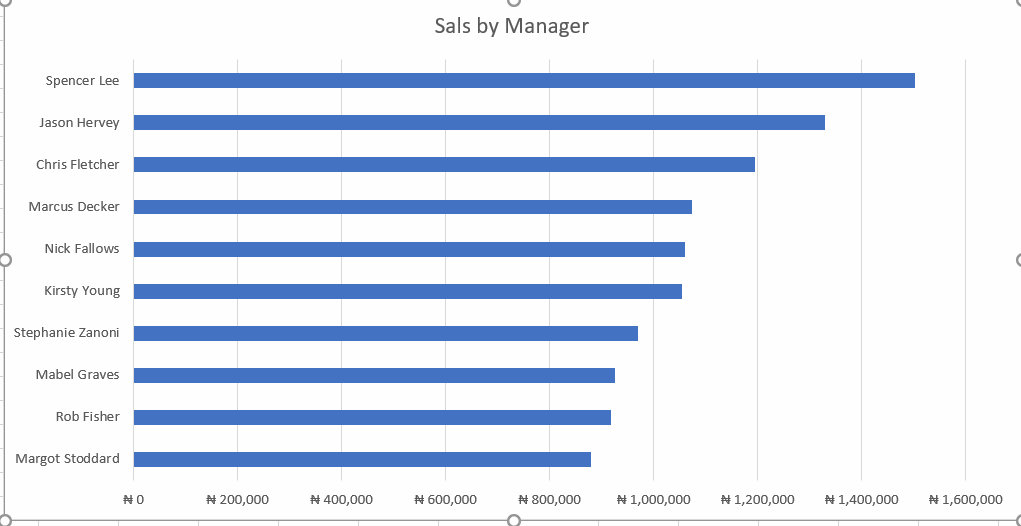 Sals by Manager
Spencer Lee
Jason Hervey
Chris Fletcher
Marcus Decker
Nick Fallows
Kirsty Young
Stephanie Zanoni
Mabel Graves
Rob Fisher
Margot Stoddard
₦ 0 ₦ 200,000 ₦ 400,000 ₦ 600,000 ₦ 800,000 ₦ 1,000,000 ₦ 1,200,000 ₦ 1,400,000 ₦ 1,600,000